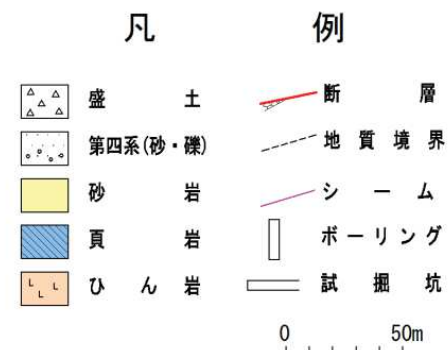 凡 例
盛 土
第四系(砂・礫)
砂 岩
頁 岩
ひ ん 岩
断 層
地 質 境 界
シ ー ム
ボ ー リ ン グ
試 掘 坑
0 50m